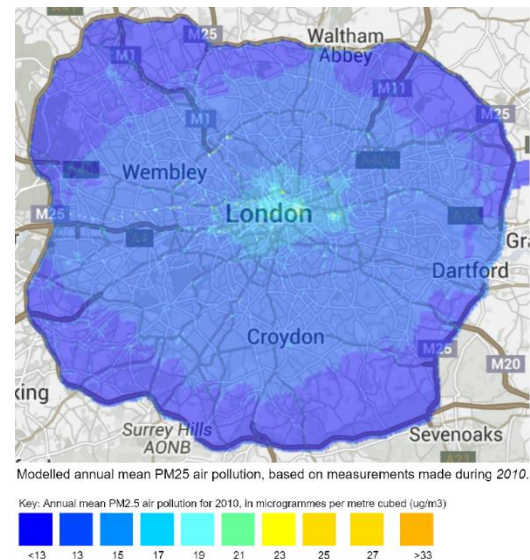 M25
Waltham
Abbey
M1
M11
M25
M1
Wembley
A406
M25
London
A13
A4
Gra
Dartford
Croydon
M25
M20
xing
Surrey Hills
AONB
Sevenoaks
A21
Modelled annual mean PM25 air pollution, based on measurements made during 2010.
Key: Annual mean PM2.5 air pollution for 2010, in microgrammes per metre cubed (ug/m3)
<13 13 15 17 19 21 23 25 27 >33